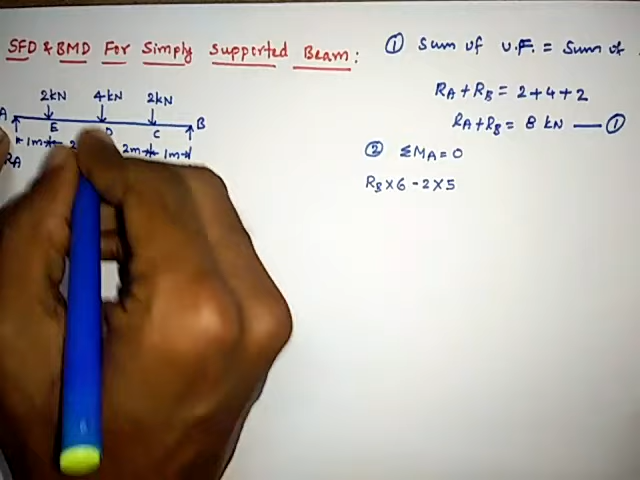 SFD & BMD For Simply Supported Beam:
① Sum of U.F. = Sum of
2kN 4kN 2kN
A B
E D C
1m 2 2m 1m
RA
RA + RB = 2+4+2
RA + RB = 8 kN — ①
② ΣMA = 0
RB × 6 - 2 × 5